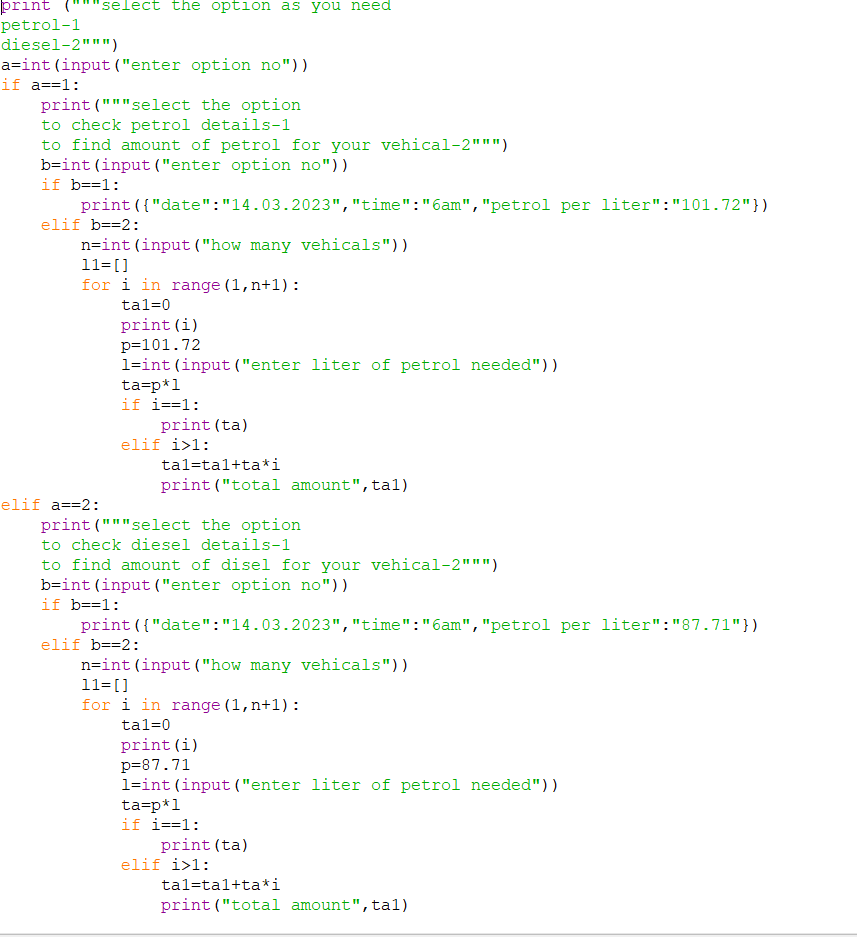 print ("""select the option as you need
petrol-1
diesel-2""")
a=int(input("enter option no"))
if a==1:
    print("""select the option
    to check petrol details-1
    to find amount of petrol for your vehical-2""")
    b=int(input("enter option no"))
    if b==1:
        print({"date":"14.03.2023","time":"6am","petrol per liter":"101.72"})
    elif b==2:
        n=int(input("how many vehicals"))
        l1=[]
        for i in range(1,n+1):
            ta1=0
            print(i)
            p=101.72
            l=int(input("enter liter of petrol needed"))
            ta=p*l
            if i==1:
                print(ta)
            elif i>1:
                ta1=ta1+ta*i
                print("total amount",ta1)
elif a==2:
    print("""select the option
    to check diesel details-1
    to find amount of disel for your vehical-2""")
    b=int(input("enter option no"))
    if b==1:
        print({"date":"14.03.2023","time":"6am","petrol per liter":"87.71"})
    elif b==2:
        n=int(input("how many vehicals"))
        l1=[]
        for i in range(1,n+1):
            ta1=0
            print(i)
            p=87.71
            l=int(input("enter liter of petrol needed"))
            ta=p*l
            if i==1:
                print(ta)
            elif i>1:
                ta1=ta1+ta*i
                print("total amount",ta1)